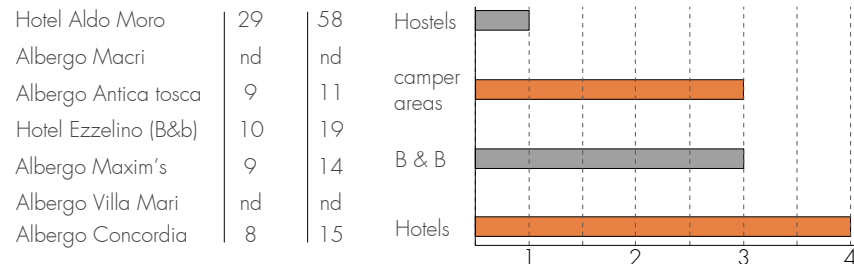 Hotel Aldo Moro 29 58
Albergo Macri nd nd
Albergo Antica tosca 9 11
Hotel Ezzelino (B&b) 10 19
Albergo Maxim's 9 14
Albergo Villa Mari nd nd
Albergo Concordia 8 15
Hostels
camper
areas
B & B
Hotels
1 2 3 4